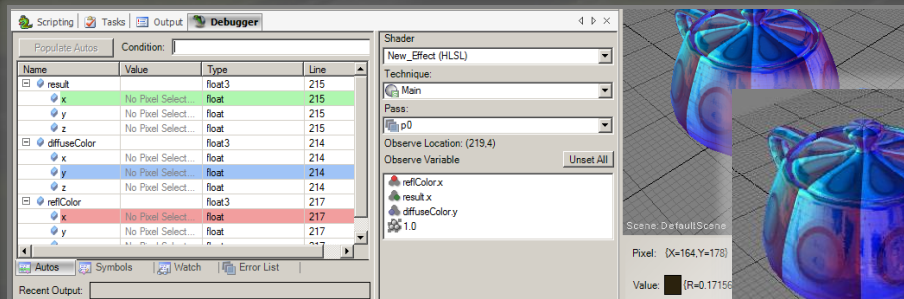 Scripting Tasks Output Debugger
Populate Autos Condition:
Name Value Type Line
result float3 215
x No Pixel Select... float 215
y No Pixel Select... float 215
z No Pixel Select... float 215
diffuseColor float3 214
x No Pixel Select... float 214
y No Pixel Select... float 214
z No Pixel Select... float 214
reflColor float3 217
x No Pixel Select... float 217
y No Pixel Select... float 217
Autos Symbols Watch Error List
Recent Output:
Shader
New_Effect (HLSL)
Technique:
Main
Pass:
p0
Observe Location: (219,4)
Observe Variable Unset All
reflColor.x
result.x
diffuseColor.y
1.0
Scene: DefaultScene
Pixel: {X=164,Y=178}
Value: {R=0.17156